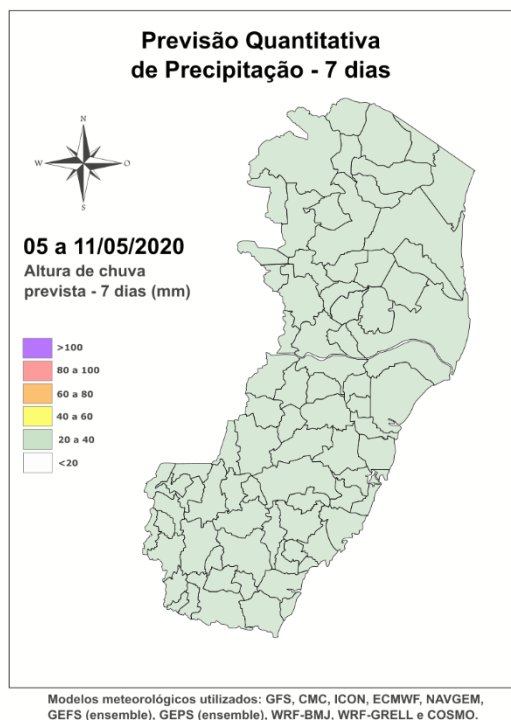 Previsão Quantitativa
de Precipitação - 7 dias
N
W
O
S
05 a 11/05/2020
Altura de chuva
prevista - 7 dias (mm)
>100
80 a 100
60 a 80
40 a 60
20 a 40
<20
Modelos meteorológicos utilizados: GFS, CMC, ICON, ECMWF, NAVGEM,
GEFS (ensemble), GEPS (ensemble), WRF-BMJ, WRF-GRELL e COSMO.